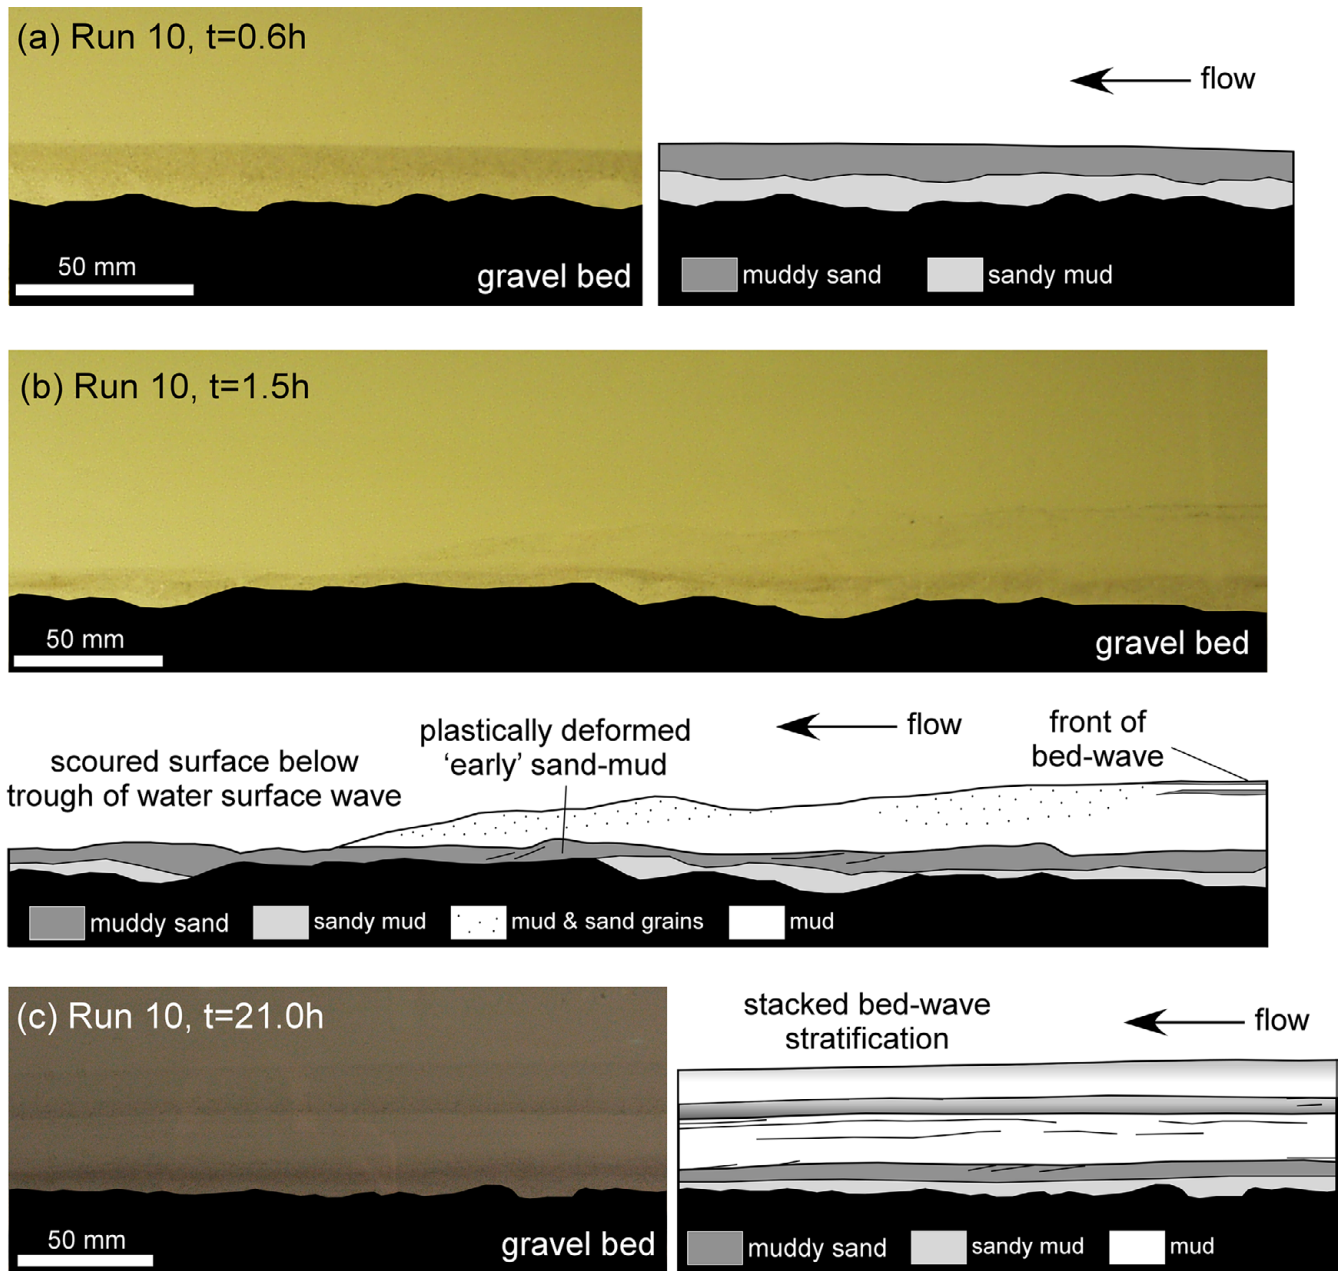 (a) Run 10, t=0.6h
flow
50 mm
gravel bed
muddy sand
sandy mud
(b) Run 10, t=1.5h
50 mm
gravel bed
plastically deformed
‘early’ sand-mud
flow
front of
bed-wave
scoured surface below
trough of water surface wave
muddy sand
sandy mud
mud & sand grains
mud
(c) Run 10, t=21.0h
stacked bed-wave
stratification
flow
50 mm
gravel bed
muddy sand
sandy mud
mud